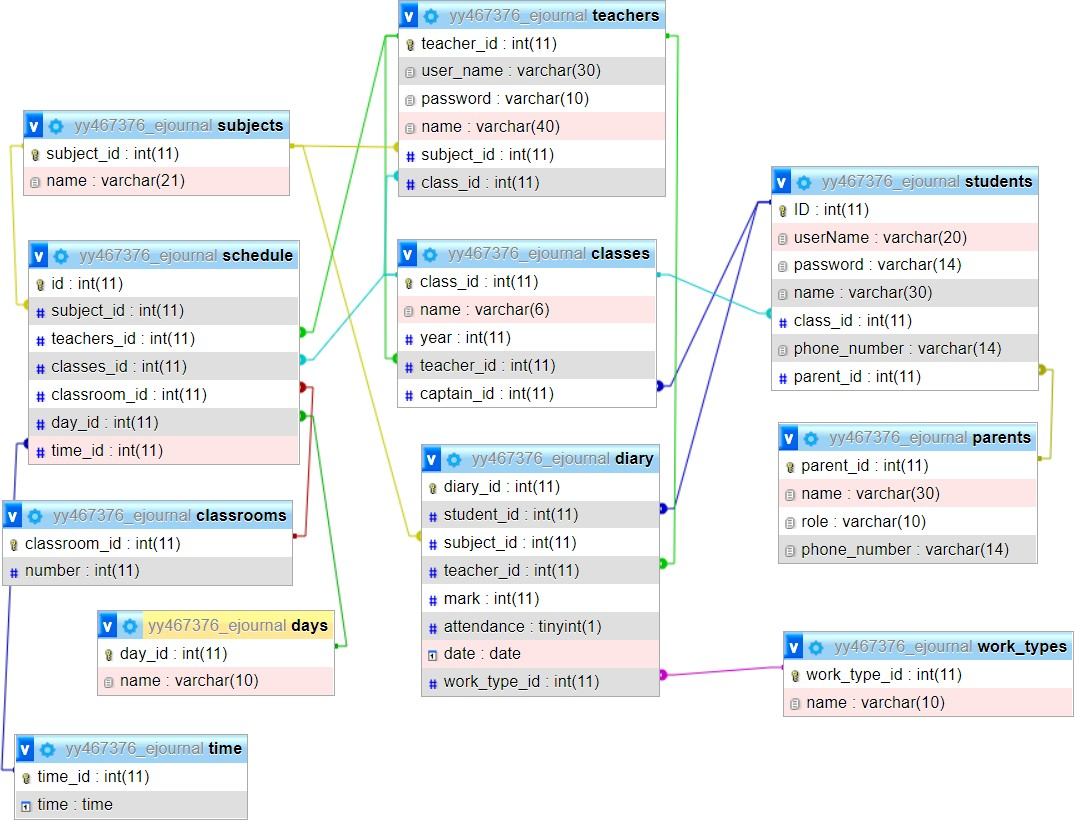 yy467376_ejournal teachers
teacher_id : int(11)
user_name : varchar(30)
password : varchar(10)
name : varchar(40)
subject_id : int(11)
class_id : int(11)
yy467376_ejournal subjects
subject_id : int(11)
name : varchar(21)
yy467376_ejournal students
ID : int(11)
userName : varchar(20)
password : varchar(14)
name : varchar(30)
class_id : int(11)
phone_number : varchar(14)
parent_id : int(11)
yy467376_ejournal schedule
id : int(11)
subject_id : int(11)
teachers_id : int(11)
classes_id : int(11)
classroom_id : int(11)
day_id : int(11)
time_id : int(11)
yy467376_ejournal classes
class_id : int(11)
name : varchar(6)
year : int(11)
teacher_id : int(11)
captain_id : int(11)
yy467376_ejournal parents
parent_id : int(11)
name : varchar(30)
role : varchar(10)
phone_number : varchar(14)
yy467376_ejournal diary
diary_id : int(11)
student_id : int(11)
subject_id : int(11)
teacher_id : int(11)
mark : int(11)
attendance : tinyint(1)
date : date
work_type_id : int(11)
yy467376_ejournal classrooms
classroom_id : int(11)
number : int(11)
yy467376_ejournal days
day_id : int(11)
name : varchar(10)
yy467376_ejournal work_types
work_type_id : int(11)
name : varchar(10)
yy467376_ejournal time
time_id : int(11)
time : time